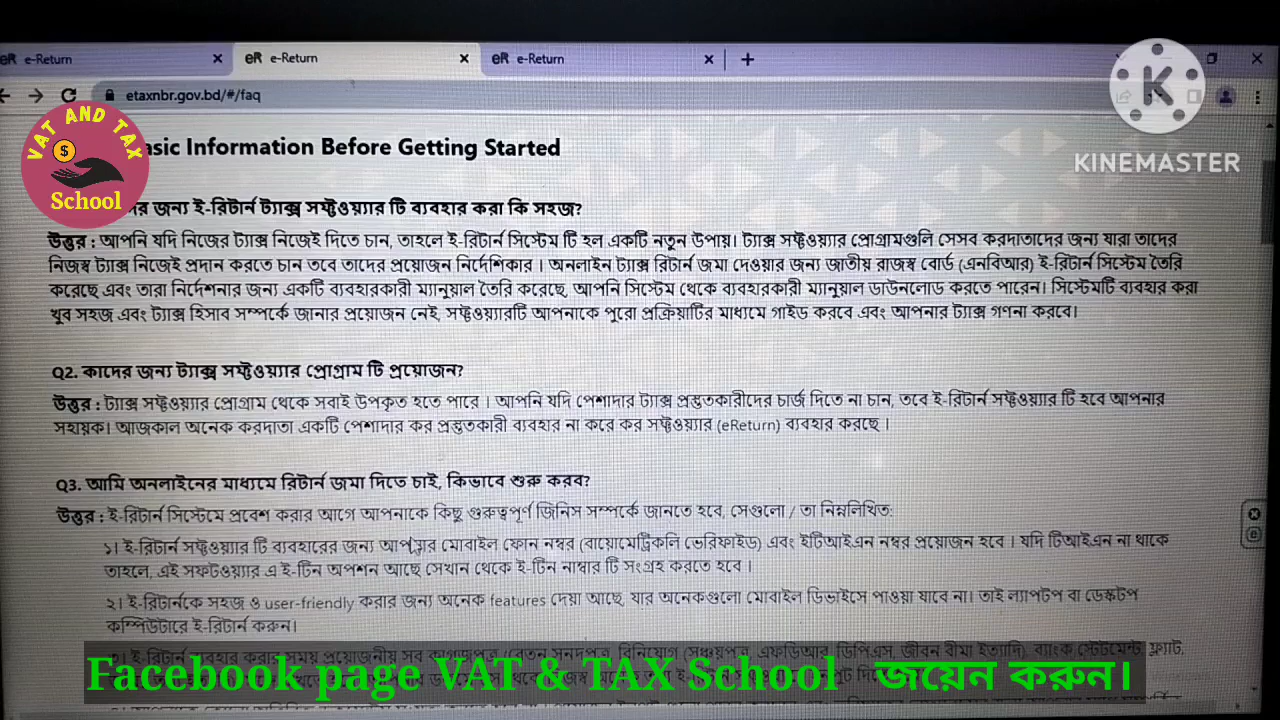 eR e-Return
eR e-Return
eR e-Return
etaxnbr.gov.bd/#/faq
KINEMASTER
VAT AND TAX
School
asic Information Before Getting Started
জন্য ই-রিটার্ন ট্যাক্স সফ্টওয়্যার টি ব্যবহার করা কি সহজ?
উত্তর : আপনি যদি নিজের ট্যাক্স নিজেই দিতে চান, তাহলে ই-রিটার্ন সিস্টেম টি হল একটি নতুন উপায়। ট্যাক্স সফ্টওয়্যার প্রোগ্রামগুলি সেসব করদাতাদের জন্য যারা তাদের
নিজস্ব ট্যাক্স নিজেই প্রদান করতে চান তবে তাদের প্রয়োজন নির্দেশিকার । অনলাইন ট্যাক্স রিটার্ন জমা দেওয়ার জন্য জাতীয় রাজস্ব বোর্ড (এনবিআর) ই-রিটার্ন সিস্টেম তৈরি
করেছে এবং তারা নির্দেশনার জন্য একটি ব্যবহারকারী ম্যানুয়াল তৈরি করেছে, আপনি সিস্টেম থেকে ব্যবহারকারী ম্যানুয়াল ডাউনলোড করতে পারেন। সিস্টেমটি ব্যবহার করা
খুব সহজ এবং ট্যাক্স হিসাব সম্পর্কে জানার প্রয়োজন নেই, সফ্টওয়্যারটি আপনাকে পুরো প্রক্রিয়াটির মাধ্যমে গাইড করবে এবং আপনার ট্যাক্স গণনা করবে।
Q2. কাদের জন্য ট্যাক্স সফ্টওয়্যার প্রোগ্রাম টি প্রয়োজন?
উত্তর : ট্যাক্স সফ্টওয়্যার প্রোগ্রাম থেকে সবাই উপকৃত হতে পারে । আপনি যদি পেশাদার ট্যাক্স প্রস্তুতকারীদের চার্জ দিতে না চান, তবে ই-রিটার্ন সফ্টওয়্যার টি হবে আপনার
সহায়ক। আজকাল অনেক করদাতা একটি পেশাদার কর প্রস্তুতকারী ব্যবহার না করে কর সফ্টওয়্যার (eReturn) ব্যবহার করছে ।
Q3. আমি অনলাইনের মাধ্যমে রিটার্ন জমা দিতে চাই, কিভাবে শুরু করব?
উত্তর : ই-রিটার্ন সিস্টেমে প্রবেশ করার আগে আপনাকে কিছু গুরুত্বপূর্ণ জিনিস সম্পর্কে জানতে হবে, সেগুলো / তা নিম্নলিখিত:
১। ই-রিটার্ন সফ্টওয়্যার টি ব্যবহারের জন্য আপনার মোবাইল ফোন নম্বর (বায়োমেট্রিকলি ভেরিফাইড) এবং ইটিআইএন নম্বর প্রয়োজন হবে । যদি টিআইএন না থাকে
তাহলে, এই সফটওয়্যার এ ই-টিন অপশন আছে সেখান থেকে ই-টিন নাম্বার টি সংগ্রহ করতে হবে ।
২। ই-রিটার্নকে সহজ ও user-friendly করার জন্য অনেক features দেয়া আছে, যার অনেকগুলো মোবাইল ডিভাইসে পাওয়া যাবে না। তাই ল্যাপটপ বা ডেস্কটপ
কম্পিউটারে ই-রিটার্ন করুন।
Facebook page VAT & TAX School জয়েন করুন।